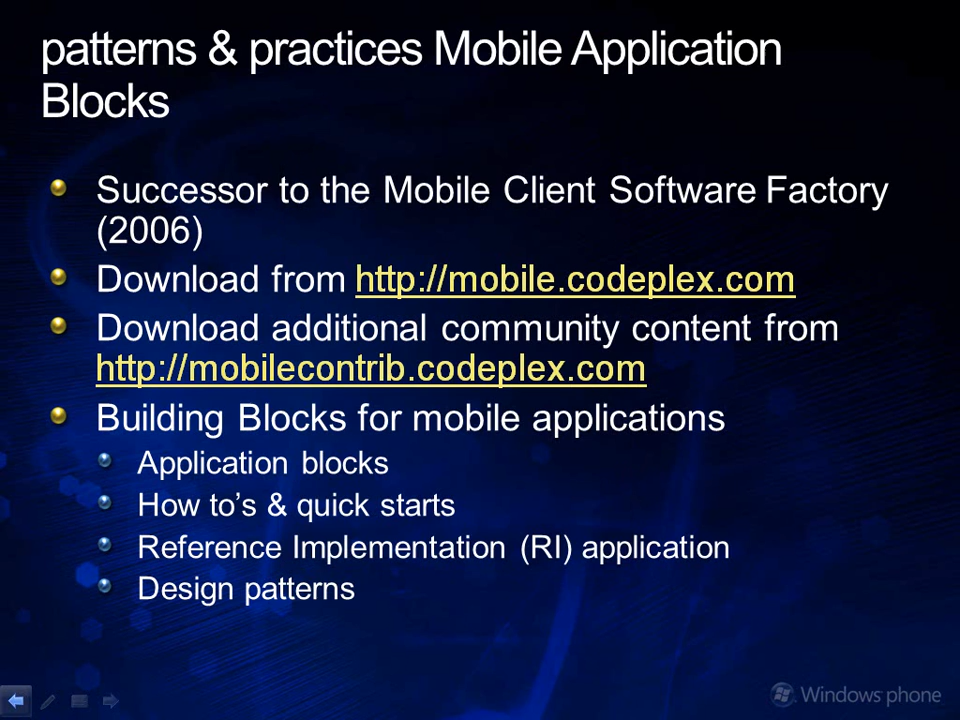 patterns & practices Mobile Application
Blocks
Successor to the Mobile Client Software Factory
(2006)
Download from http://mobile.codeplex.com
Download additional community content from
http://mobilecontrib.codeplex.com
Building Blocks for mobile applications
Application blocks
How to’s & quick starts
Reference Implementation (RI) application
Design patterns
Windows phone